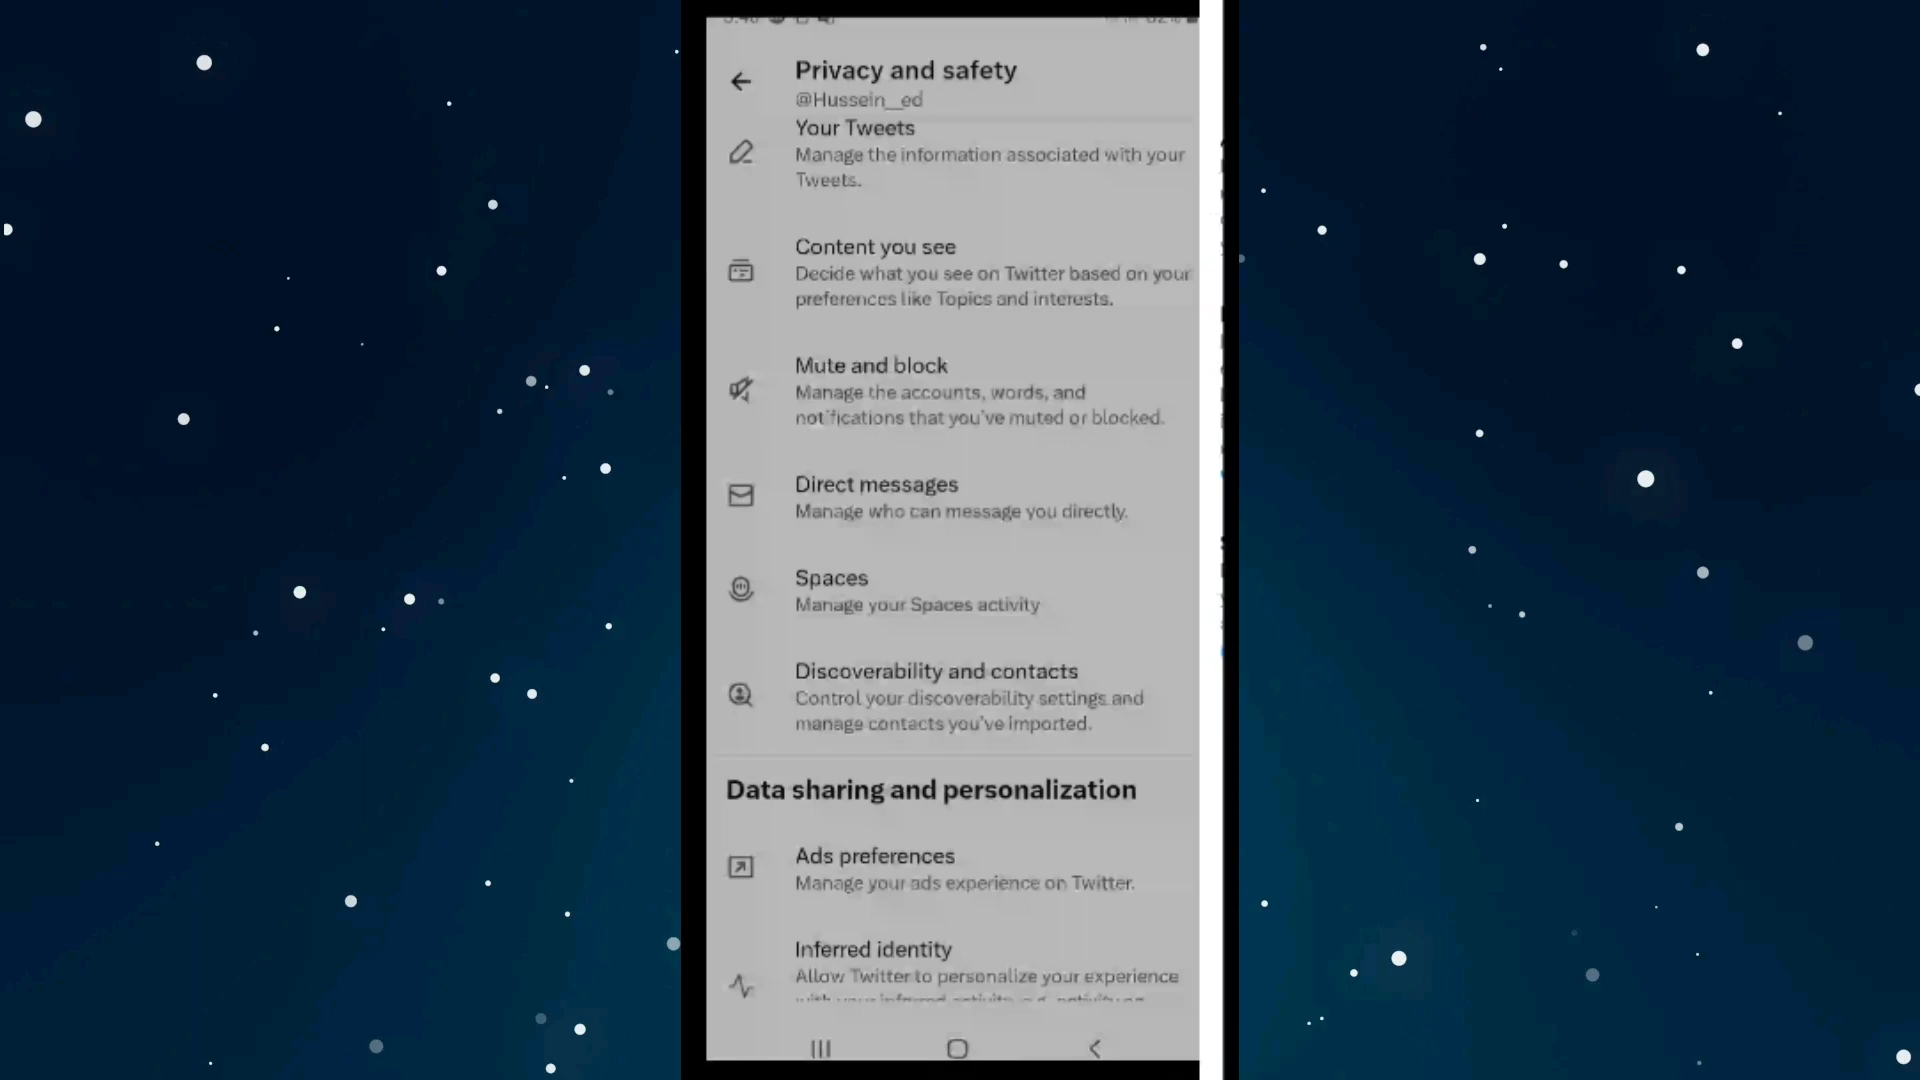 Privacy and safety
@Hussein__ed
Your Tweets
Manage the information associated with your
Tweets.
Content you see
Decide what you see on Twitter based on your
preferences like Topics and interests.
Mute and block
Manage the accounts, words, and
notifications that you've muted or blocked.
Direct messages
Manage who can message you directly.
Spaces
Manage your Spaces activity
Discoverability and contacts
Control your discoverability settings and
manage contacts you've imported.
Data sharing and personalization
Ads preferences
Manage your ads experience on Twitter.
Inferred identity
Allow Twitter to personalize your experience